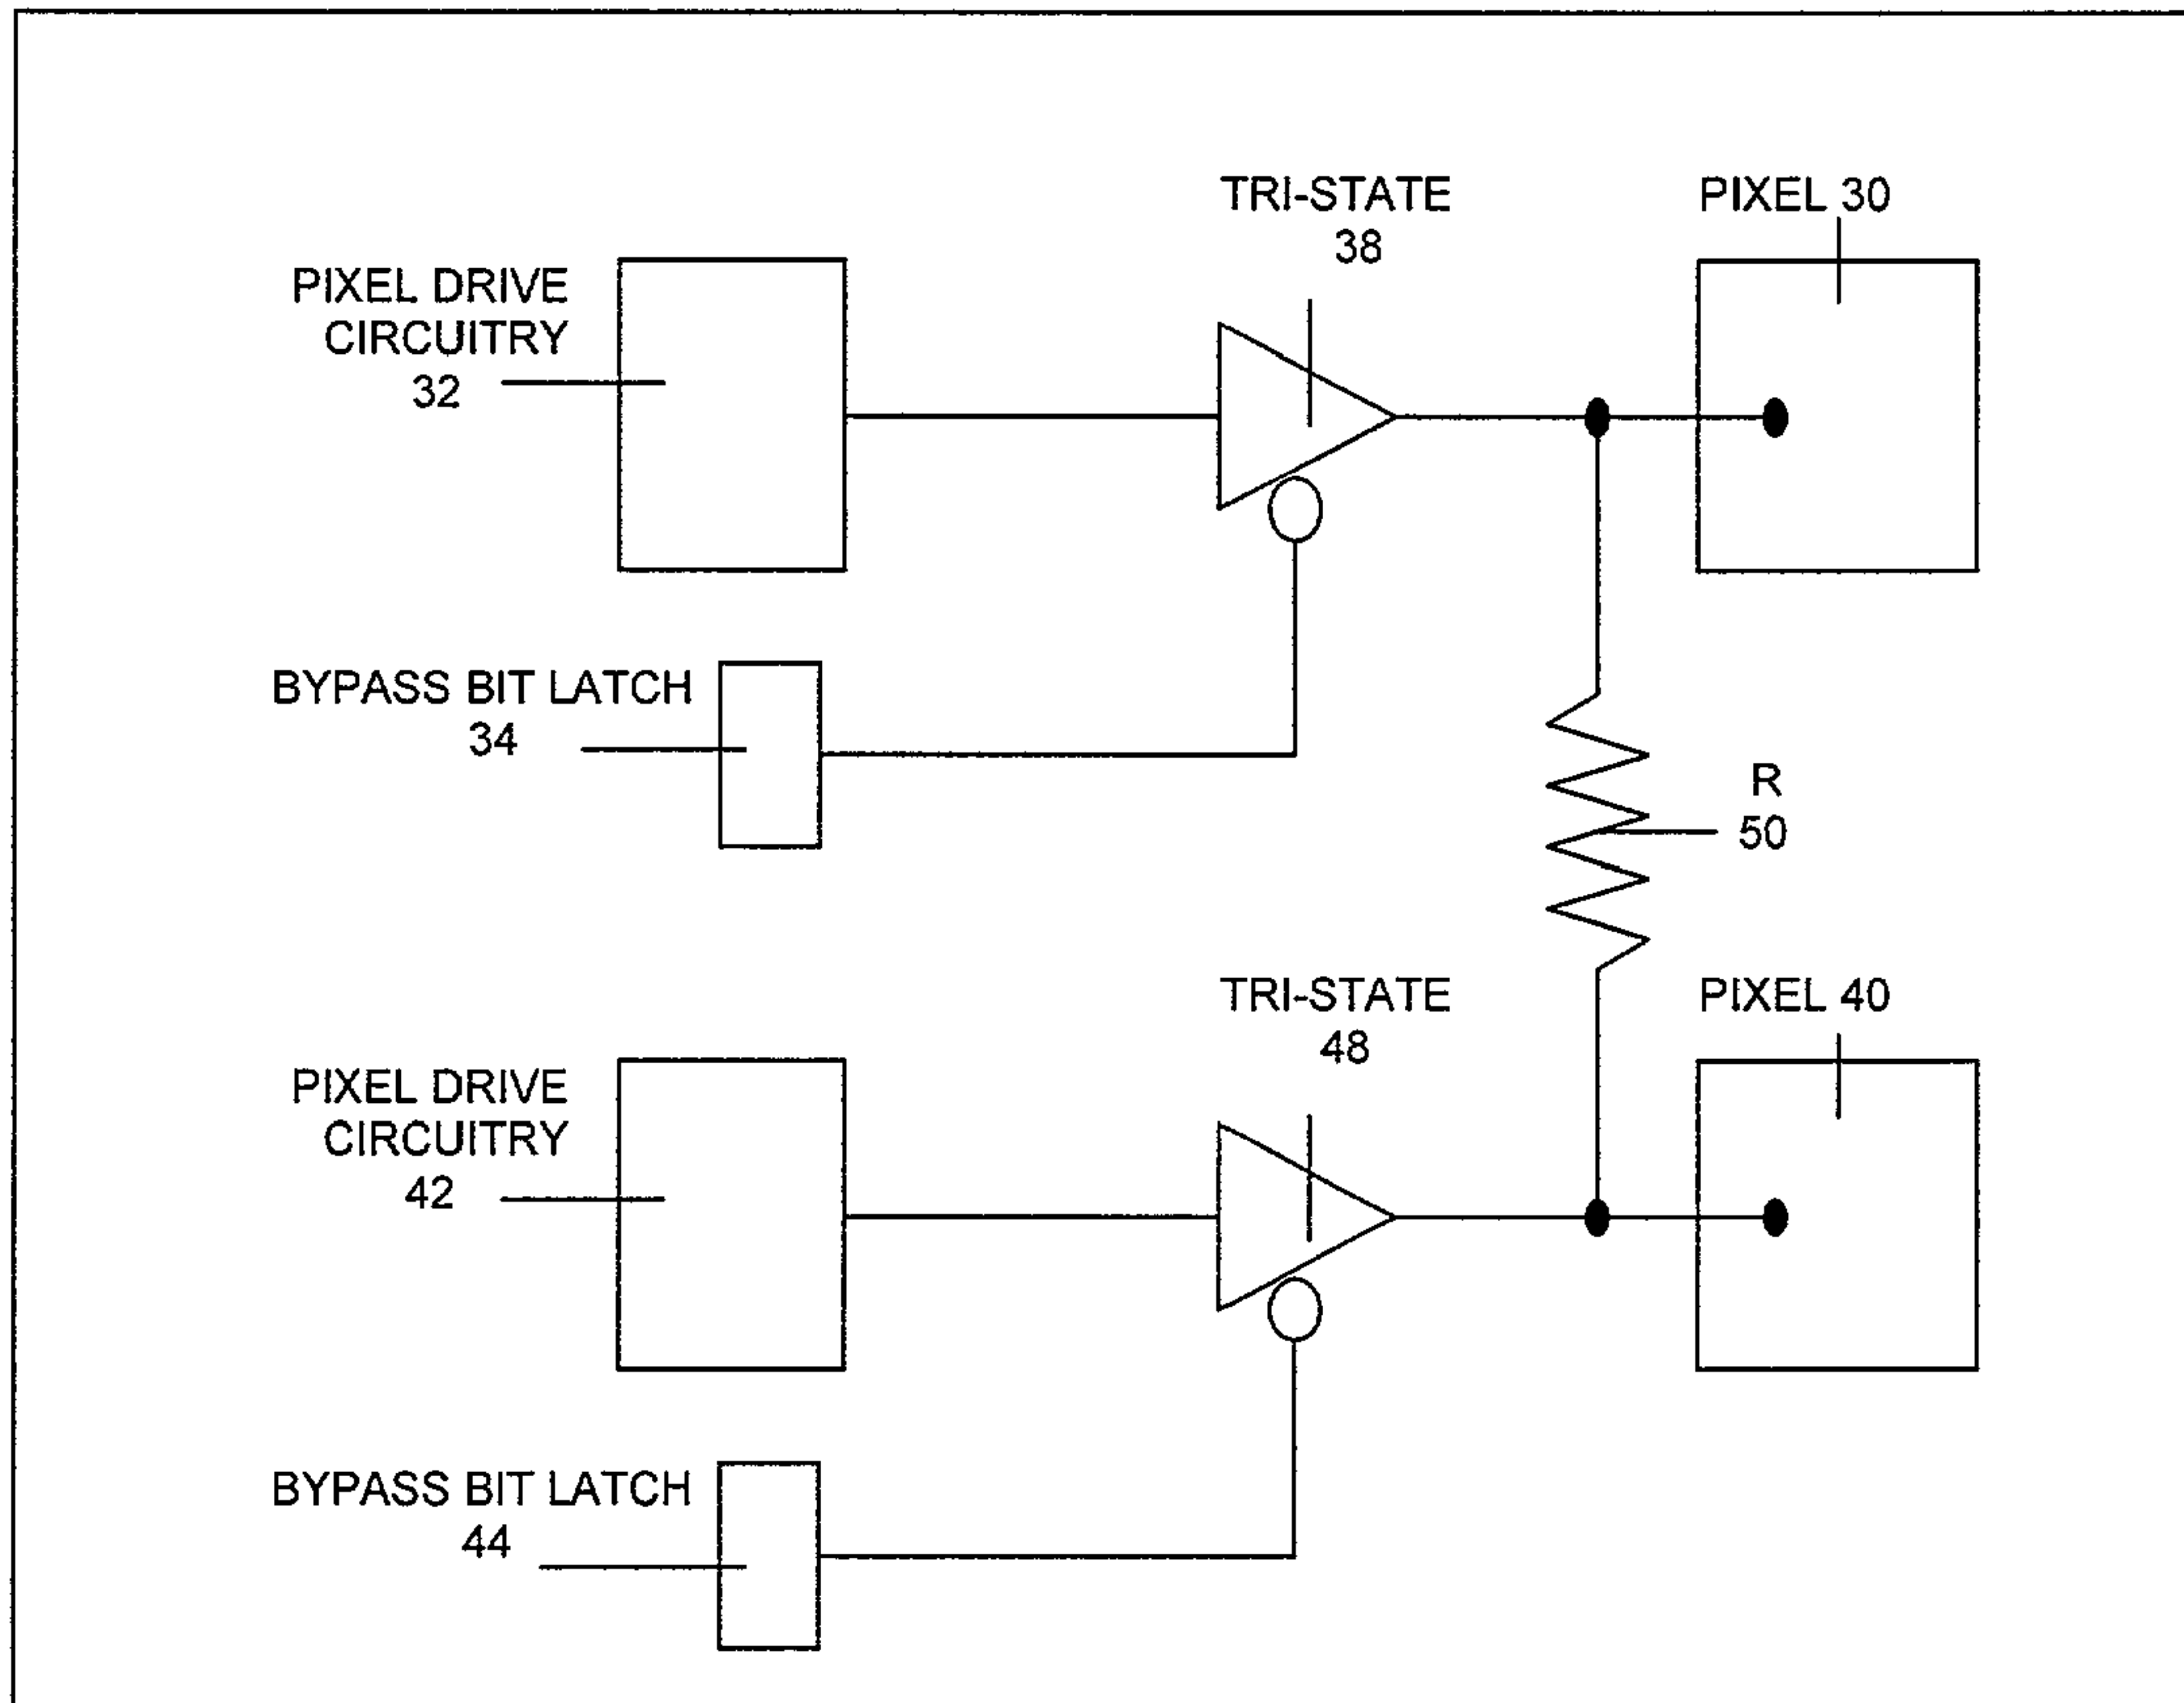 TRI-STATE
38
PIXEL 30
PIXEL DRIVE
CIRCUITRY
32
BYPASS BIT LATCH
34
R
50
TRI-STATE
48
PIXEL 40
PIXEL DRIVE
CIRCUITRY
42
BYPASS BIT LATCH
44